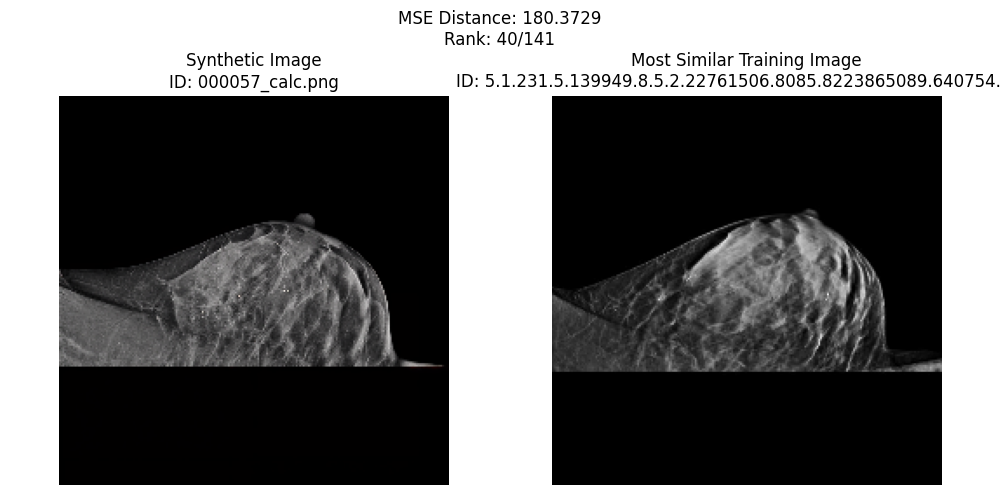 MSE Distance: 180.3729
Rank: 40/141
Synthetic Image
ID: 000057_calc.png
Most Similar Training Image
ID: 5.1.231.5.139949.8.5.2.22761506.8085.8223865089.640754.